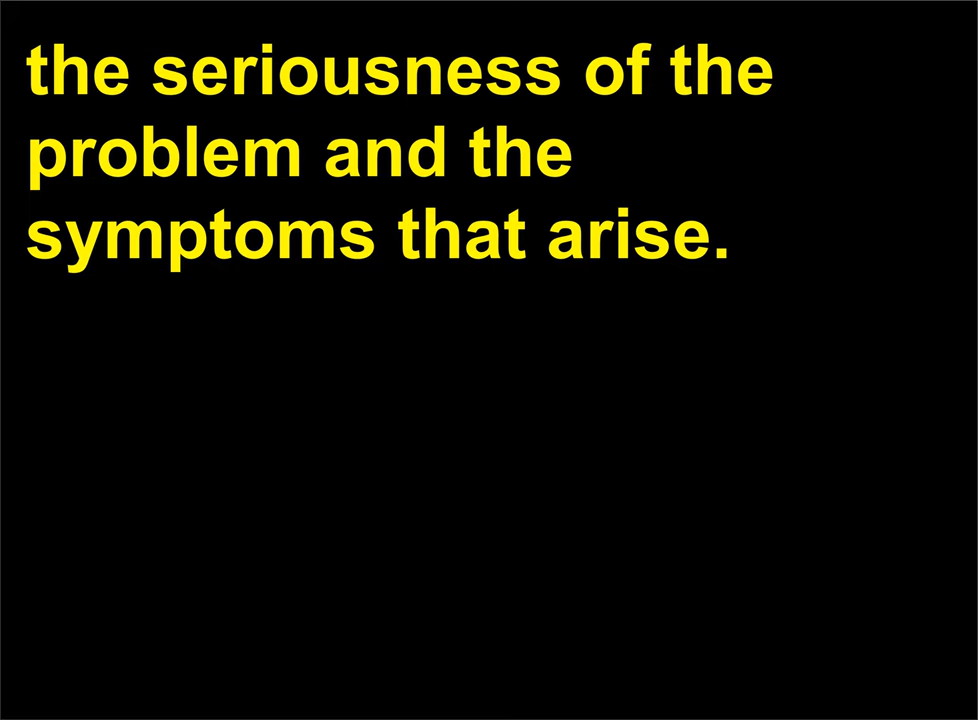 the seriousness of the
problem and the
symptoms that arise.